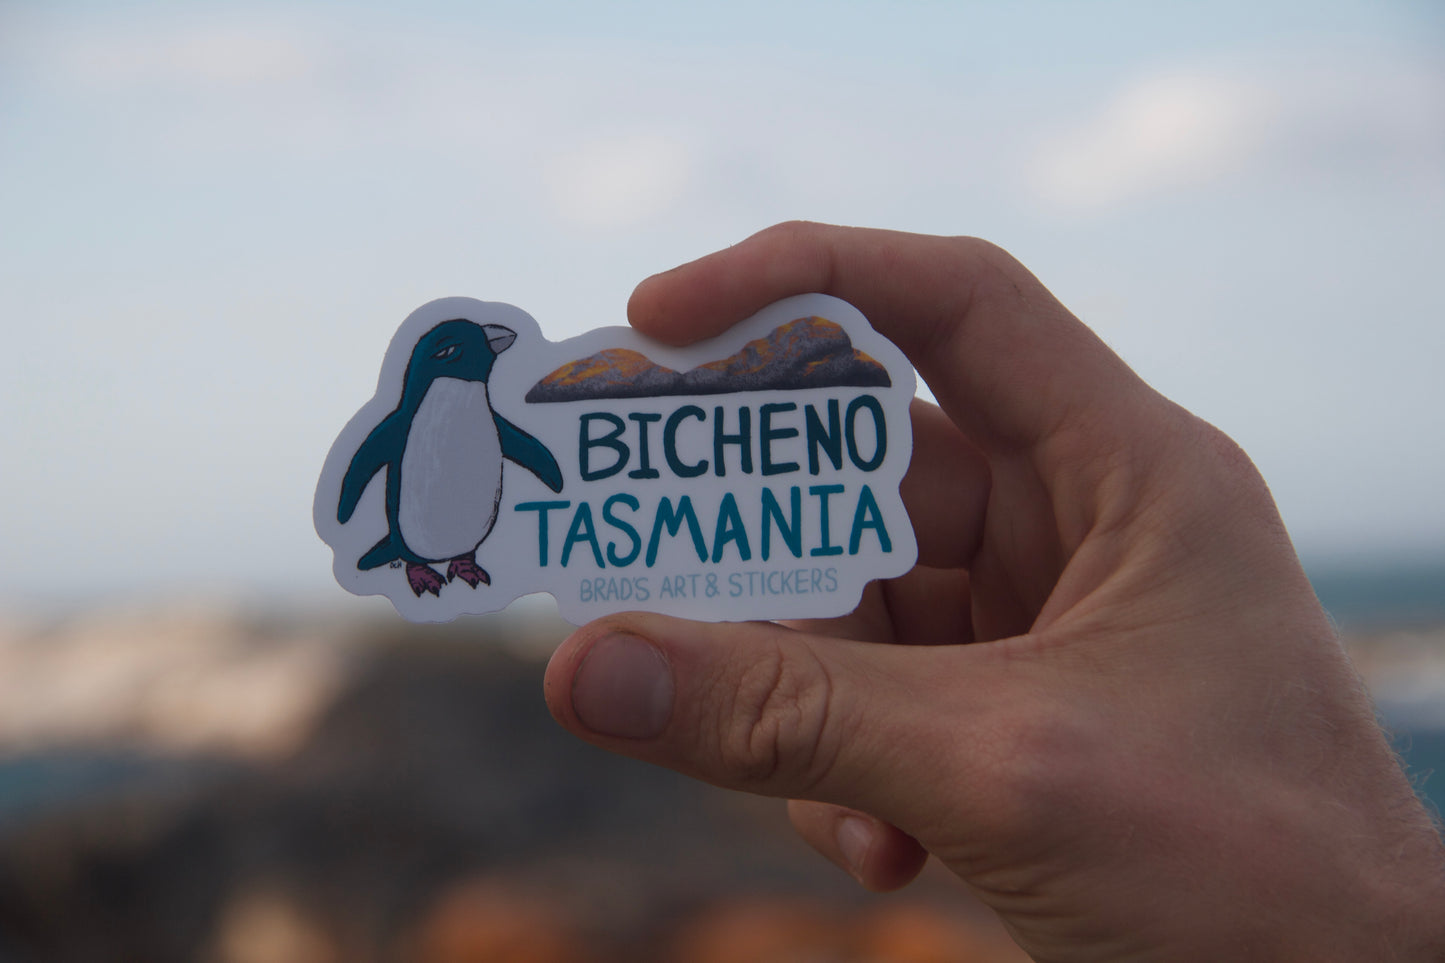 BICHENO
TASMANIA
BRAD'S ART & STICKERS